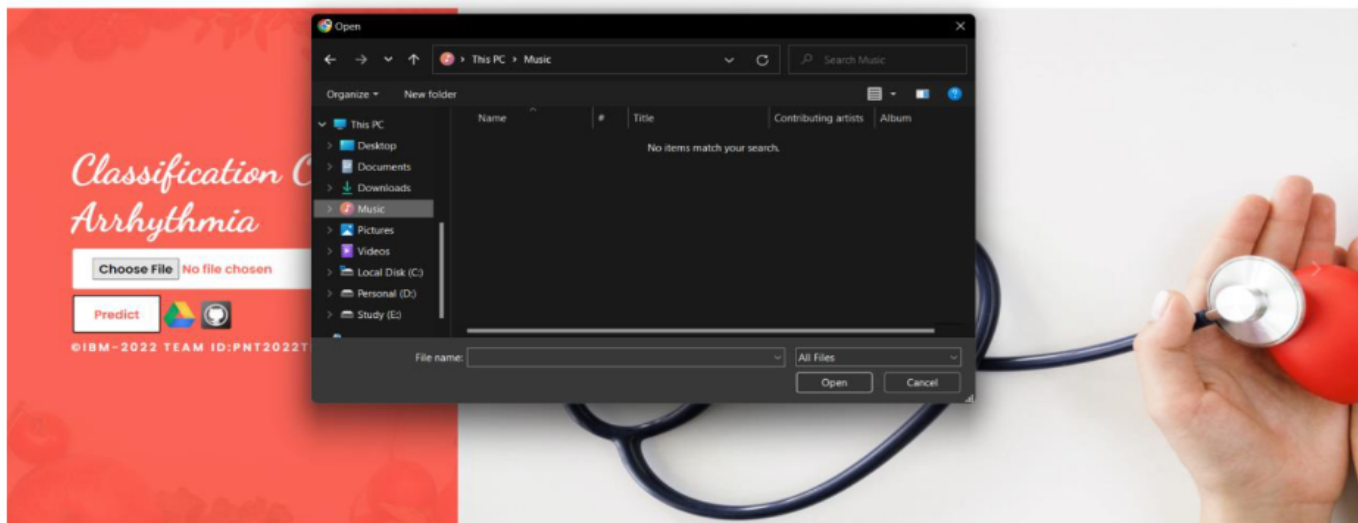 Open
This PC > Music
Search Music
Organize
New folder
Name
#
Title
Contributing artists
Album
This PC
No items match your search.
Desktop
Documents
Downloads
Music
Pictures
Videos
Local Disk (C:)
Personal (D:)
Study (E:)
File name:
All Files
Open
Cancel
Classification
Arrhythmia
Choose File No file chosen
Predict
©IBM-2022 TEAM ID:PNT2022T